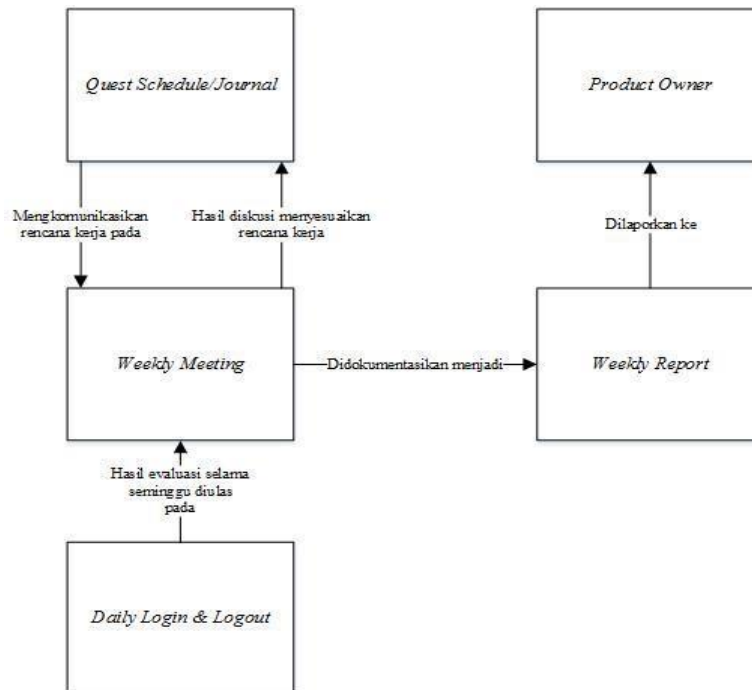 Quest Schedule/Journal
Product Owner
Mengkomunikasikan
rencana kerja pada
Hasil diskusi menyesuaikan
rencana kerja
Dilaporkan ke
Weekly Meeting
Didokumentasikan menjadi
Weekly Report
Hasil evaluasi selama
seminggu diulas
pada
Daily Login & Logout